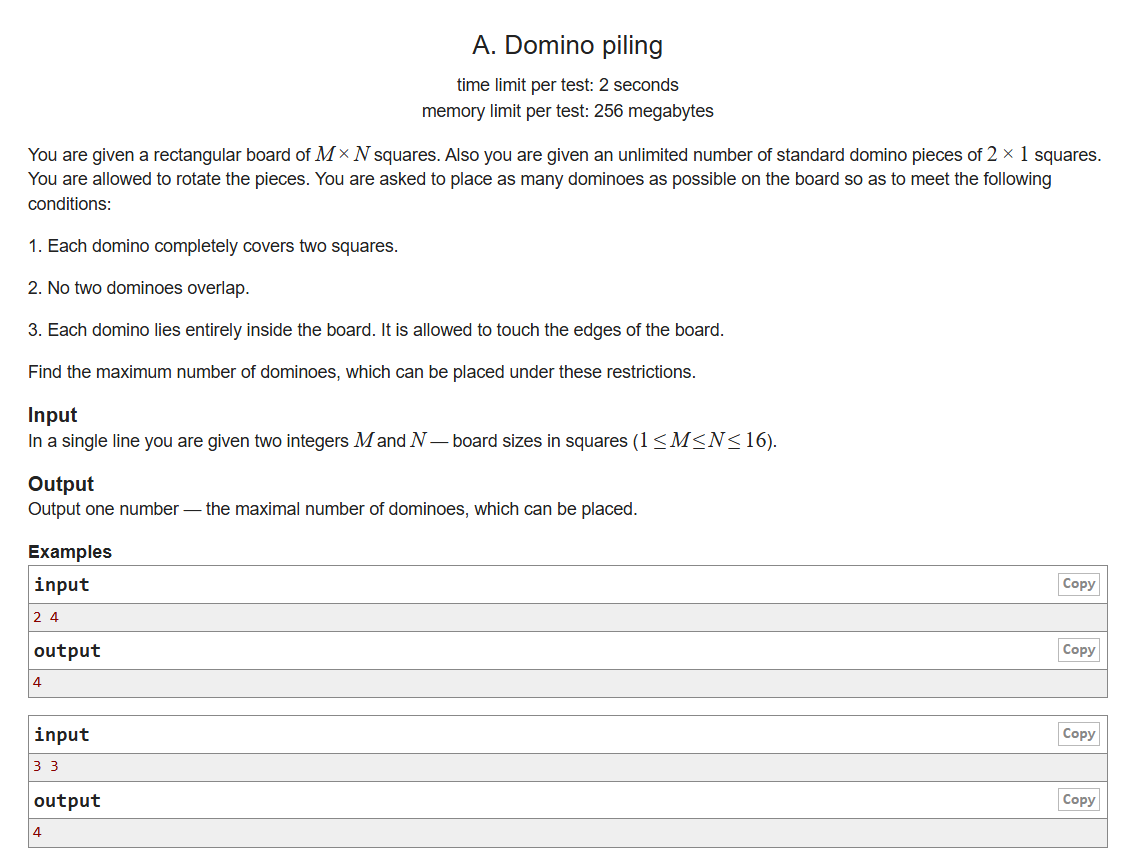 A. Domino piling
time limit per test: 2 seconds
memory limit per test: 256 megabytes
You are given a rectangular board of M × N squares. Also you are given an unlimited number of standard domino pieces of 2 × 1 squares.
You are allowed to rotate the pieces. You are asked to place as many dominoes as possible on the board so as to meet the following
conditions:
1. Each domino completely covers two squares.
2. No two dominoes overlap.
3. Each domino lies entirely inside the board. It is allowed to touch the edges of the board.
Find the maximum number of dominoes, which can be placed under these restrictions.
Input
In a single line you are given two integers M and N — board sizes in squares (1 ≤ M ≤ N ≤ 16).
Output
Output one number — the maximal number of dominoes, which can be placed.
Examples
input Copy
2 4
output Copy
4
input Copy
3 3
output Copy
4